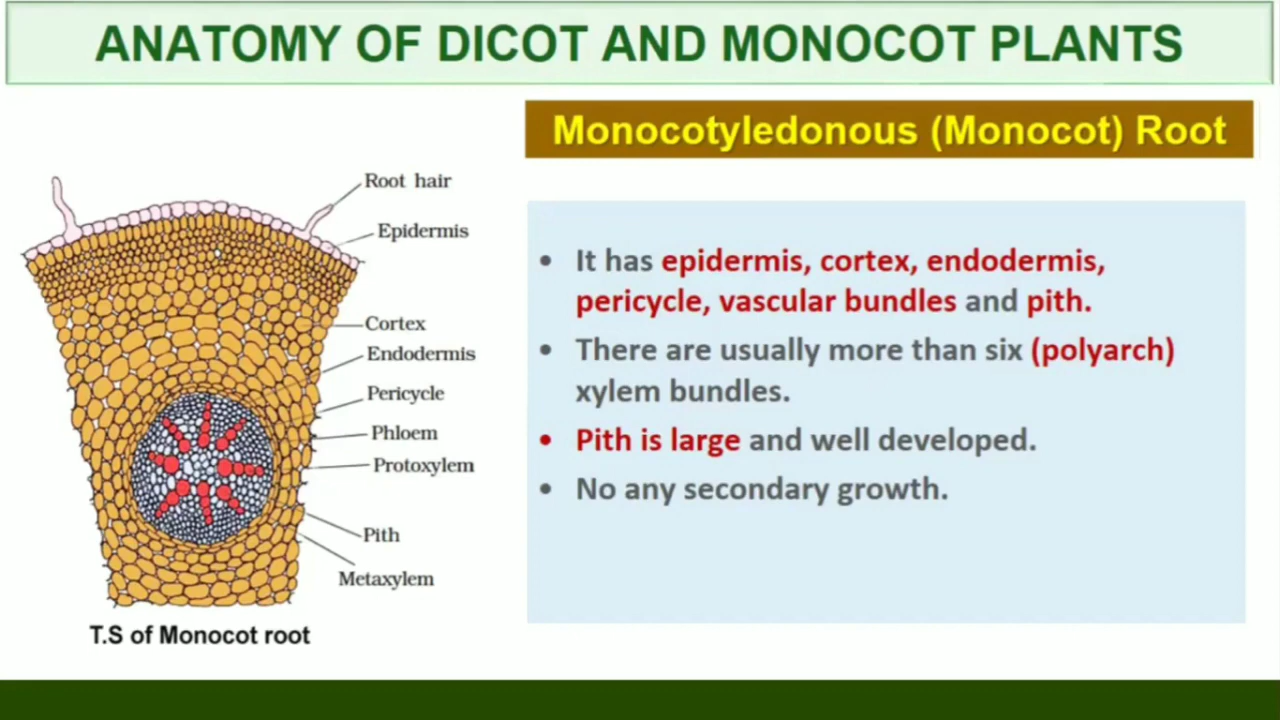 ANATOMY OF DICOT AND MONOCOT PLANTS
Monocotyledonous (Monocot) Root
Root hair
Epidermis
Cortex
Endodermis
Pericycle
Phloem
Protoxylem
Pith
Metaxylem
T.S of Monocot root
• It has epidermis, cortex, endodermis,
pericycle, vascular bundles and pith.
• There are usually more than six (polyarch)
xylem bundles.
• Pith is large and well developed.
• No any secondary growth.